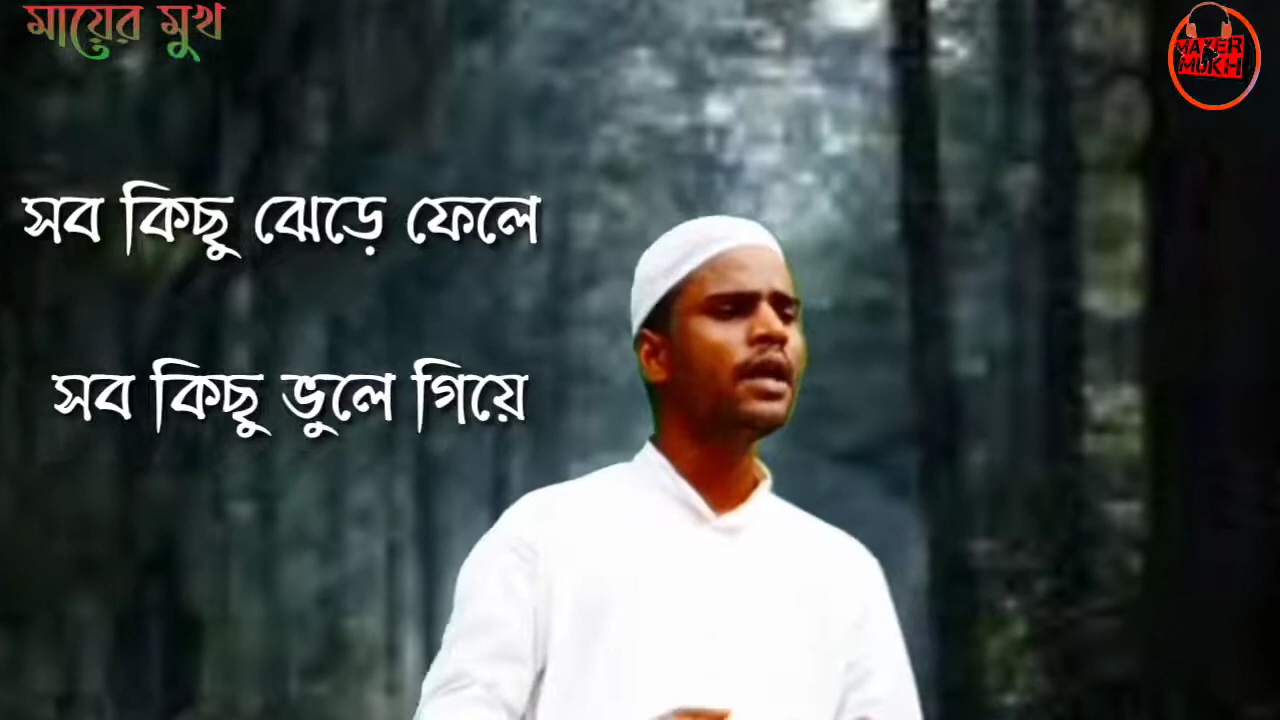 মায়ের মুখ
MAYER
MUKH
সব কিছু ঝেড়ে ফেলে
সব কিছু ভুলে গিয়ে